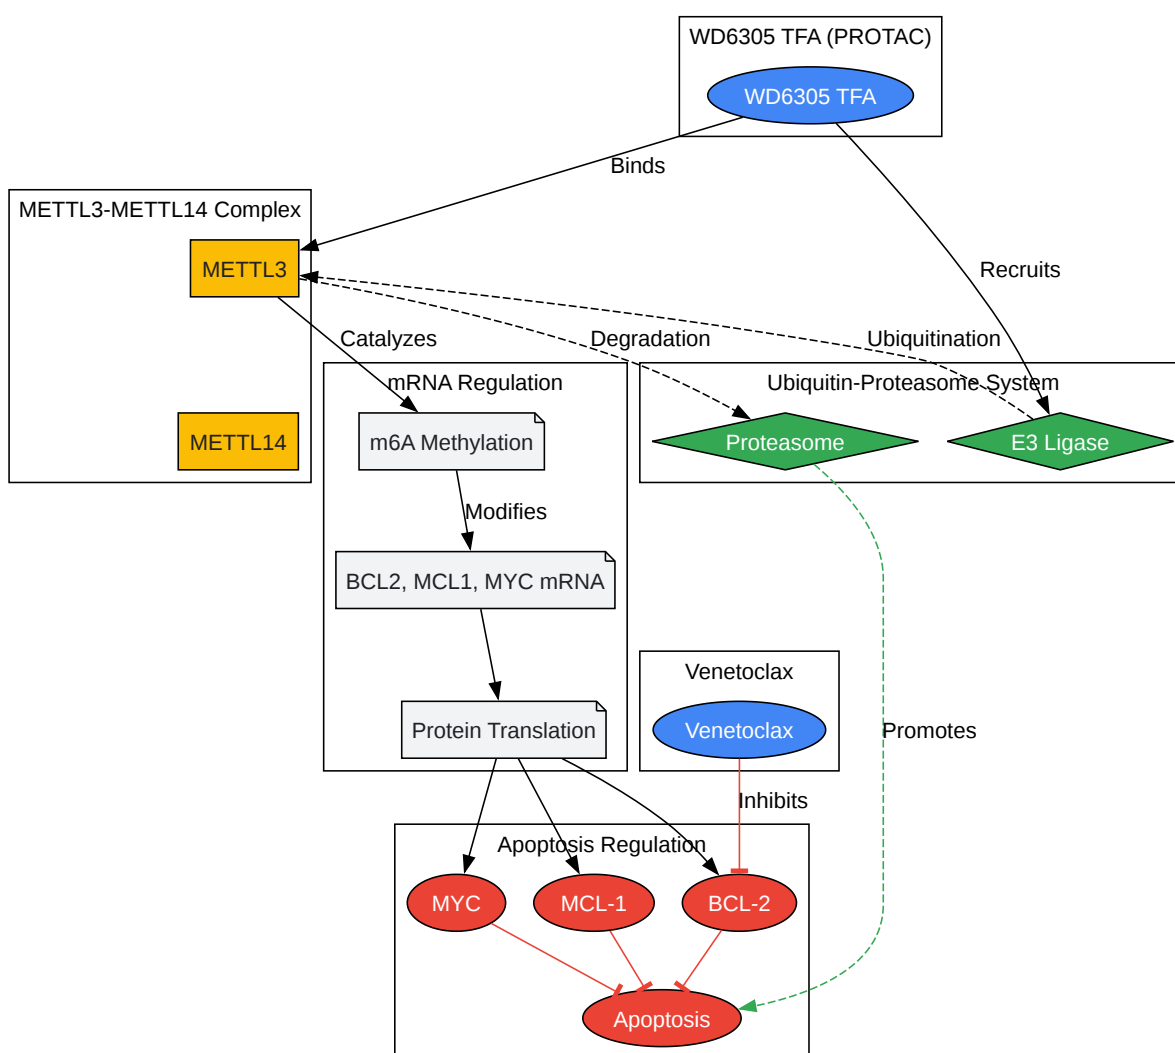 WD6305 TFA (PROTAC)
WD6305 TFA
Binds
METTL3-METTL14 Complex
METTL3
Recruits
Catalyzes
Degradation
Ubiquitination
mRNA Regulation
Ubiquitin-Proteasome System
METTL14
m6A Methylation
Proteasome
E3 Ligase
Modifies
BCL2, MCL1, MYC mRNA
Venetoclax
Protein Translation
Venetoclax
Promotes
Inhibits
Apoptosis Regulation
MYC
MCL-1
BCL-2
Apoptosis